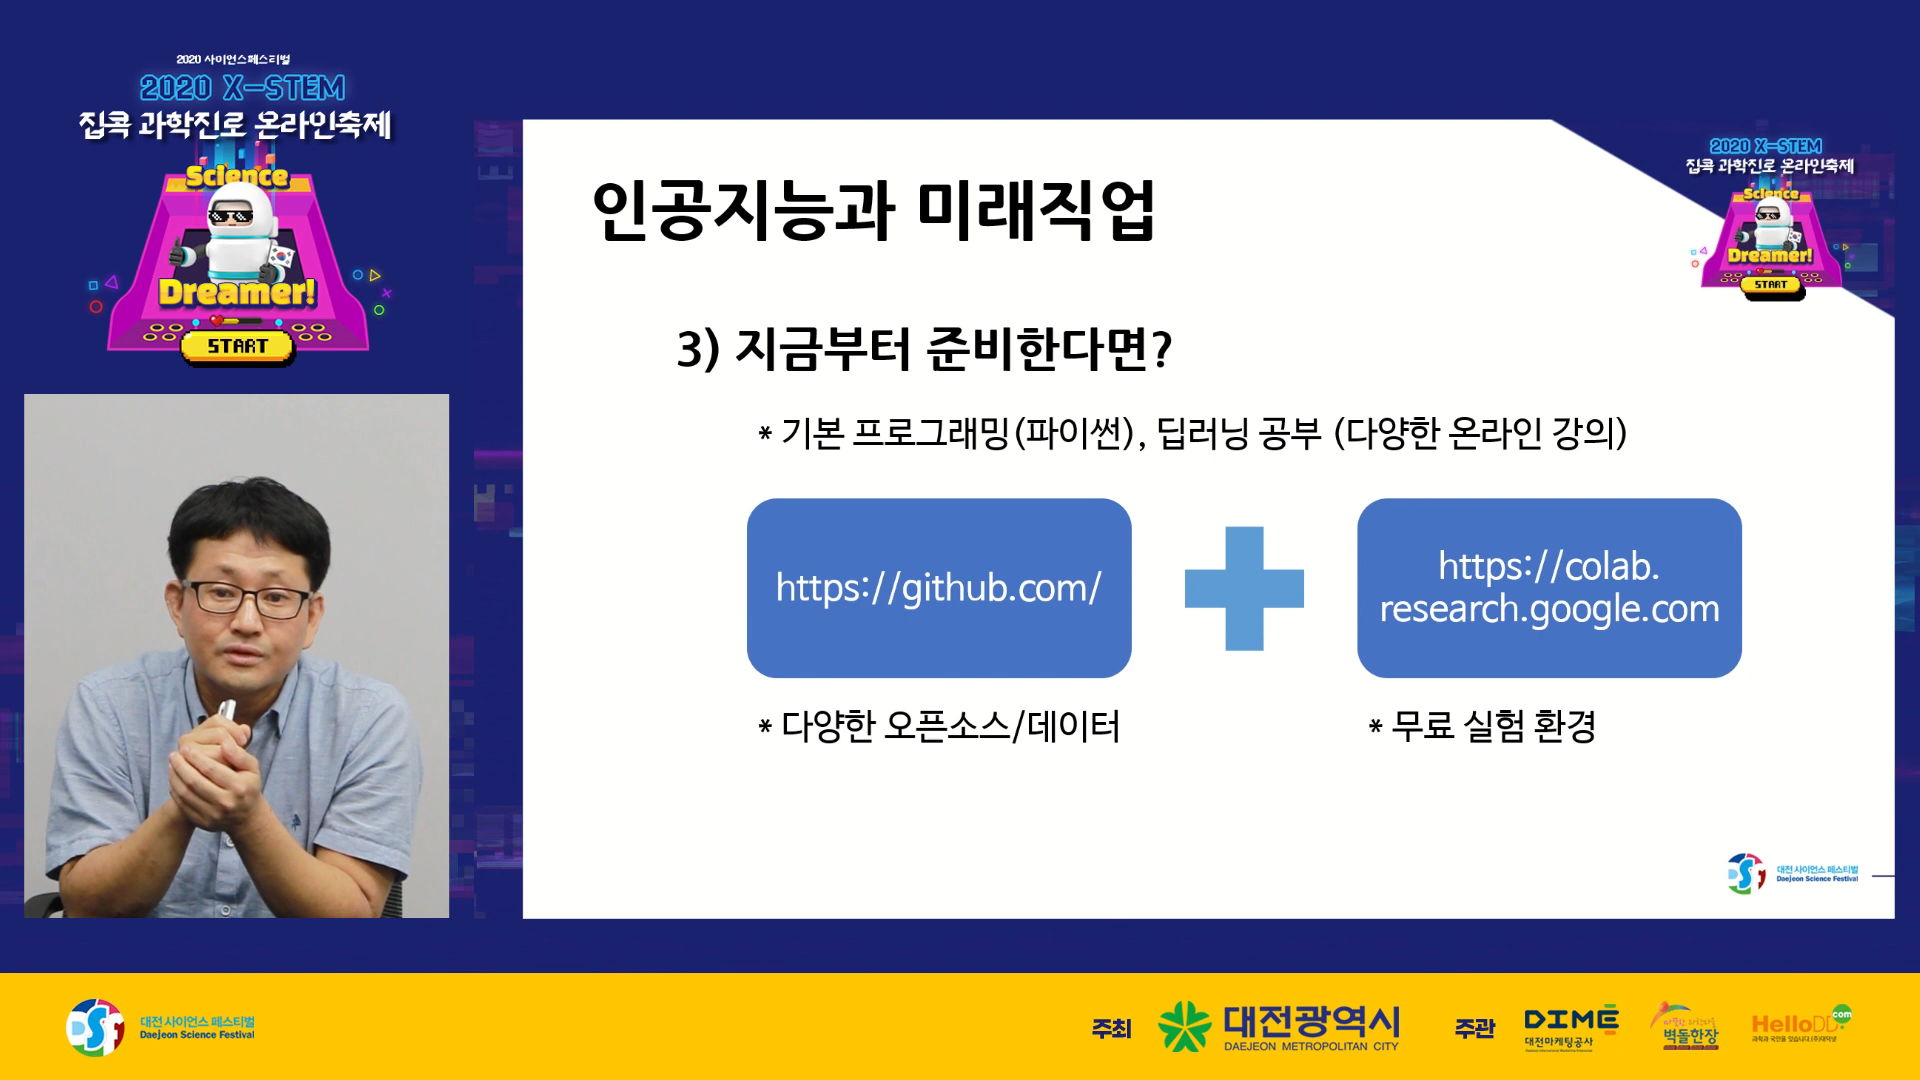 2020 사이언스페스티벌
2020 X-STEM
집콕 과학진로 온라인축제
Science
Dreamer!
START
2020 X-STEM
집콕 과학진로 온라인축제
Science
Dreamer!
START
인공지능과 미래직업
3) 지금부터 준비한다면?
* 기본 프로그래밍(파이썬), 딥러닝 공부 (다양한 온라인 강의)
https://github.com/
https://colab.
research.google.com
* 다양한 오픈소스/데이터
* 무료 실험 환경
DSF
대전 사이언스 페스티벌
Daejeon Science Festival
DSF
대전 사이언스 페스티벌
Daejeon Science Festival
주최
대전광역시
DAEJEON METROPOLITAN CITY
주관
DIME
대전마케팅공사
벽돌한장
HelloDD.com